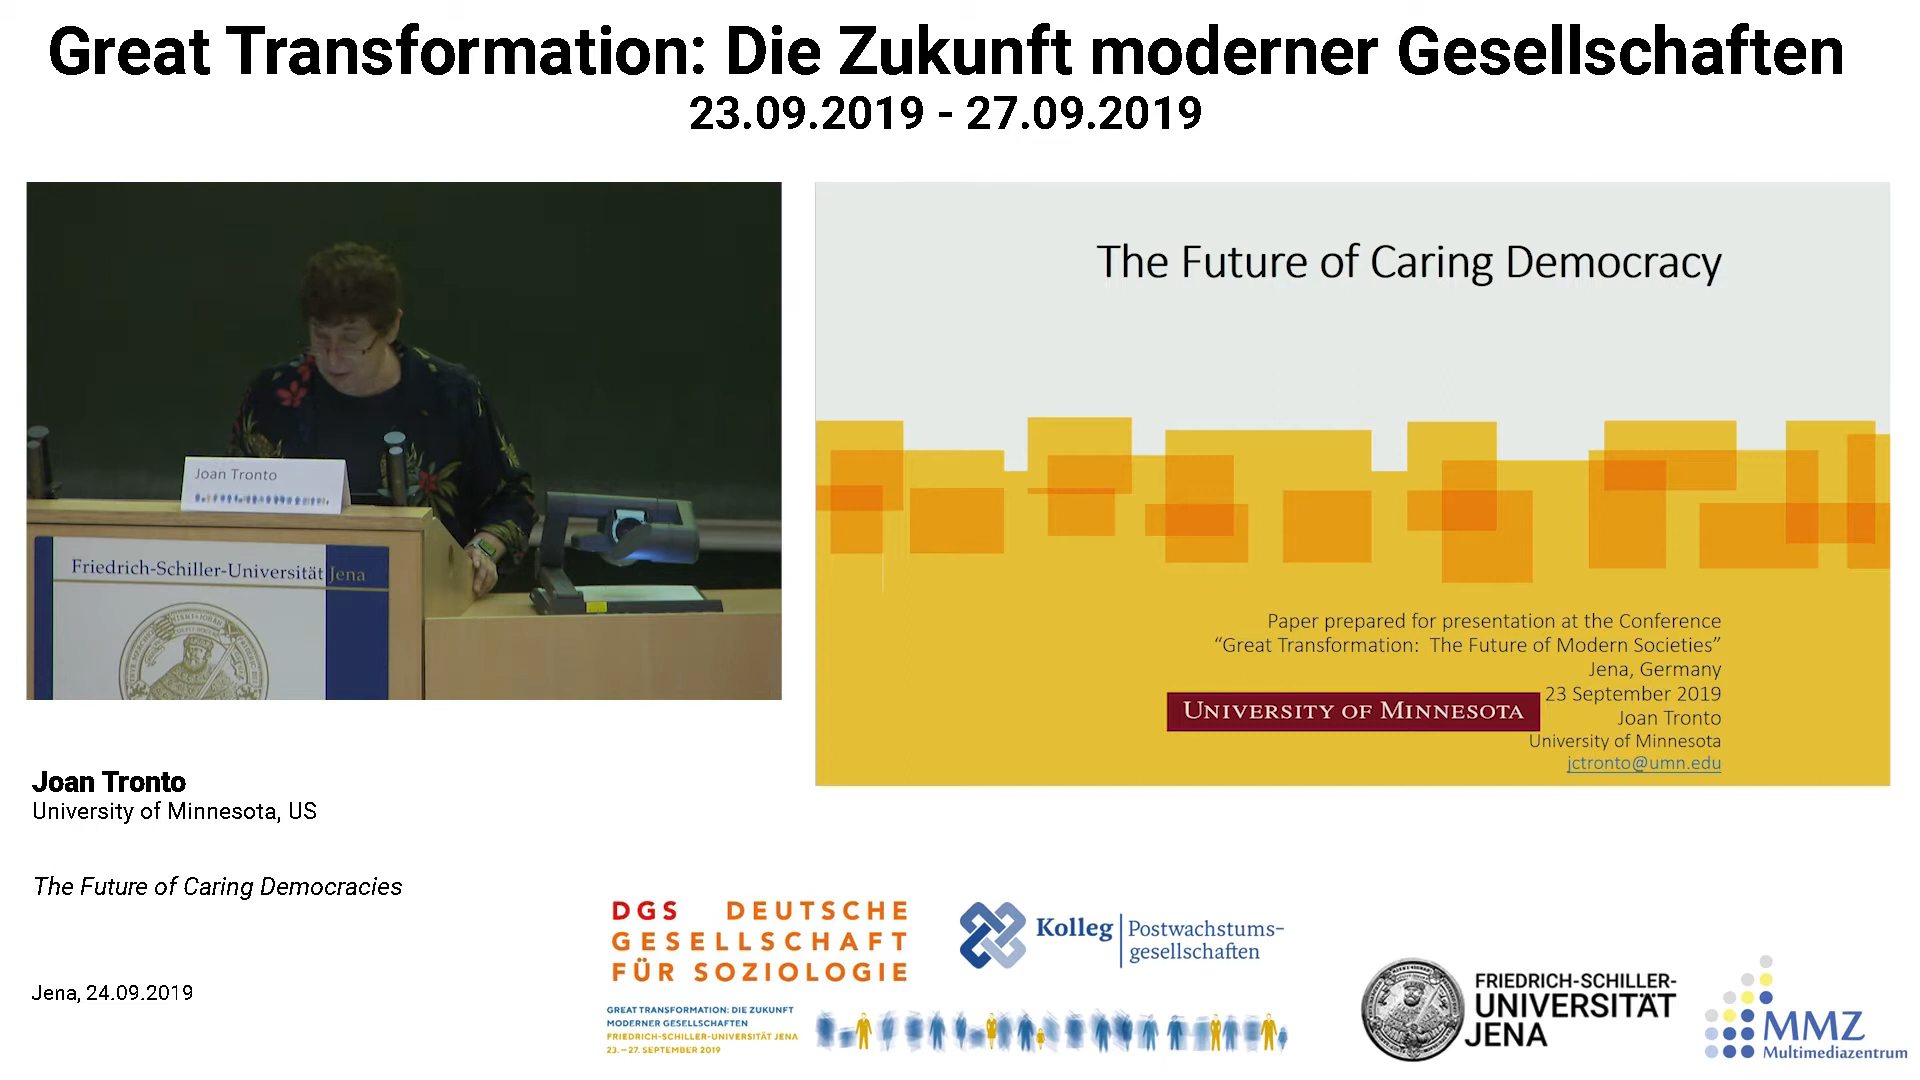 Great Transformation: Die Zukunft moderner Gesellschaften
23.09.2019 - 27.09.2019
Joan Tronto
Friedrich-Schiller-Universität Jena
The Future of Caring Democracy
Paper prepared for presentation at the Conference
“Great Transformation: The Future of Modern Societies”
Jena, Germany
23 September 2019
Joan Tronto
University of Minnesota
jctronto@umn.edu
UNIVERSITY OF MINNESOTA
Joan Tronto
University of Minnesota, US
The Future of Caring Democracies
Jena, 24.09.2019
DGS DEUTSCHE
GESELLSCHAFT
FÜR SOZIOLOGIE
Kolleg Postwachstums-
gesellschaften
GREAT TRANSFORMATION: DIE ZUKUNFT
MODERNER GESELLSCHAFTEN
FRIEDRICH-SCHILLER-UNIVERSITÄT JENA
23.–27. SEPTEMBER 2019
FRIEDRICH-SCHILLER-
UNIVERSITÄT
JENA
MMZ
Multimediazentrum